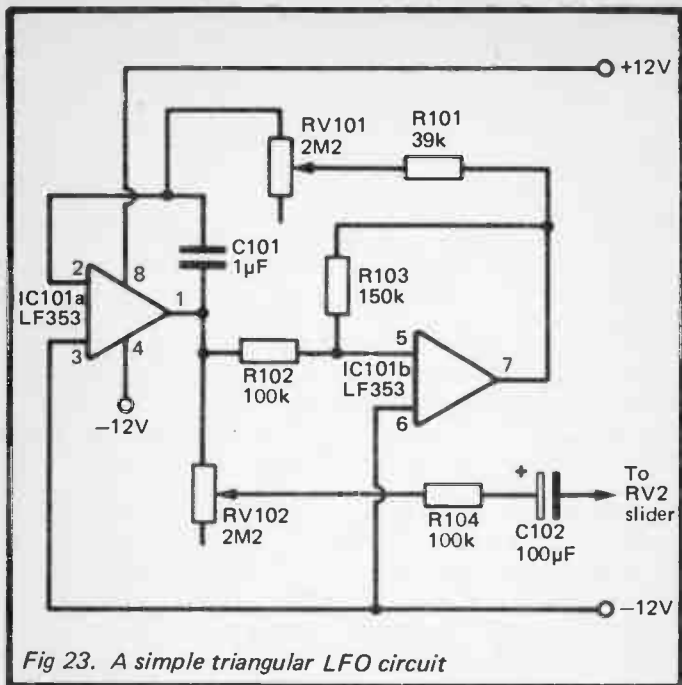 +12V
RV101
2M2
R101
39k
C101
1µF
2
8
IC101a
LF353
1
3
4
−12V
R103
150k
R102
100k
5
IC101b
LF353
7
6
RV102
2M2
R104
100k
+
C102
100µF
To
RV2
slider
−12V
Fig 23. A simple triangular LFO circuit